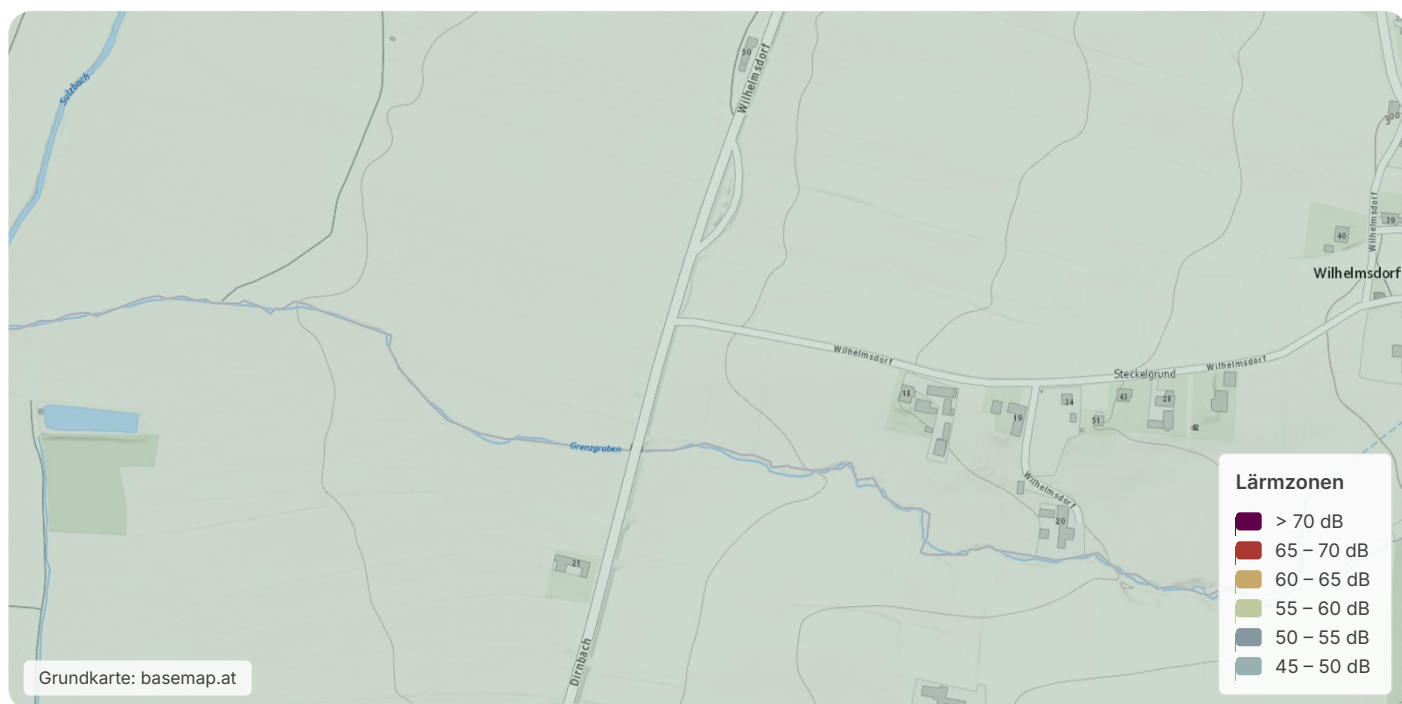 Sulzbach
50
Wilhelmsdorf
300
Wilhelmsdorf
39
40
Wilhelmsdorf
Wilhelmsdorf
Steckelgrund
Wilhelmsdorf
18
34
43
28
19
51
42
Grenzgraben
Wilhelmsdorf
20
21
Dirnbach
Lärmzonen
> 70 dB
65 – 70 dB
60 – 65 dB
55 – 60 dB
50 – 55 dB
45 – 50 dB
Grundkarte: basemap.at